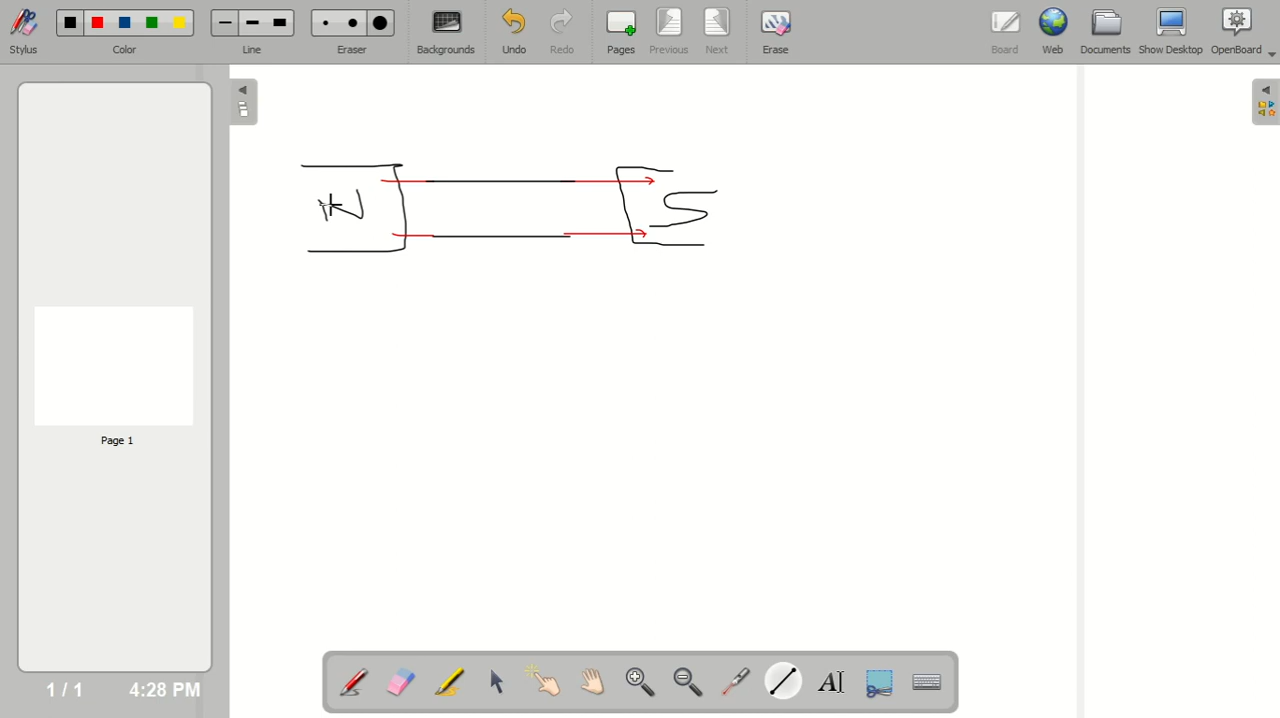 Stylus Color Line Eraser Backgrounds Undo Redo Pages Previous Next Erase Board Web Documents Show Desktop OpenBoard
N S
Page 1
1 / 1 4:28 PM
AI